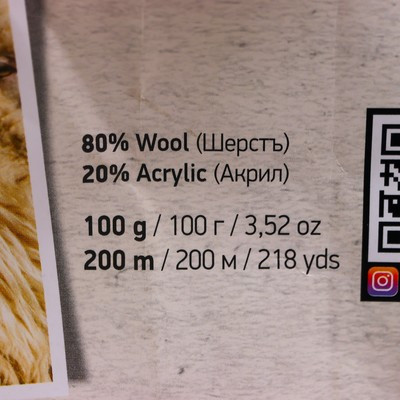 80% Wool (Шерстъ)
20% Acrylic (Акрил)
100 g / 100 г / 3,52 oz
200 m / 200 м / 218 yds